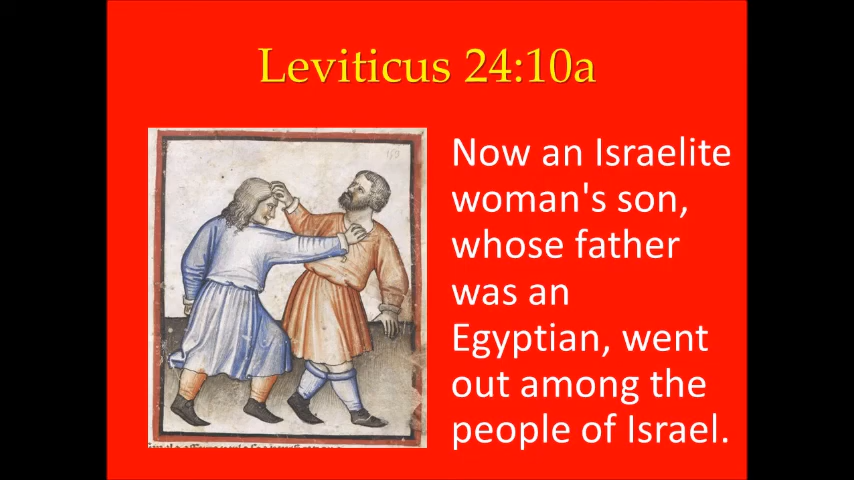 Leviticus 24:10a
Now an Israelite
woman's son,
whose father
was an
Egyptian, went
out among the
people of Israel.